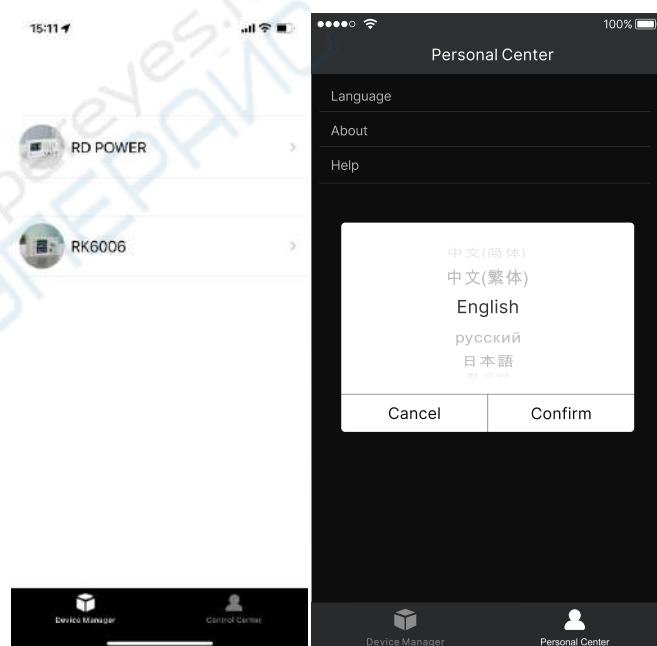 15:11
RD POWER
RK6006
Device Manager
Control Center
100%
Personal Center
Language
About
Help
中文(简体)
中文(繁体)
English
русский
日本語
Cancel
Confirm
Device Manager
Personal Center